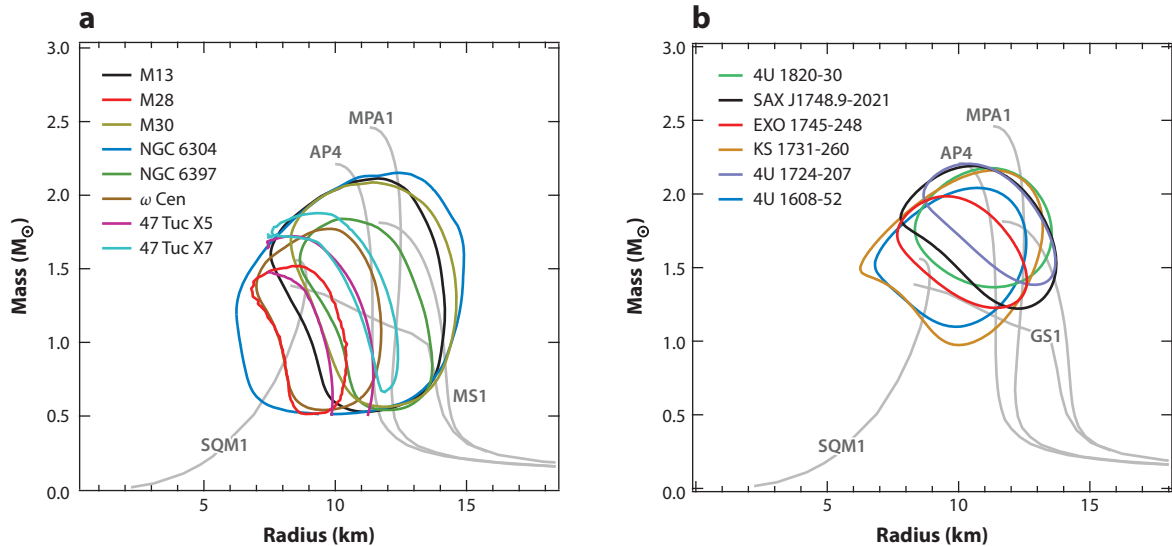 a
3.0
2.5
2.0
1.5
1.0
0.5
0.0
Mass (M⊙)
M13
M28
M30
NGC 6304
NGC 6397
ω Cen
47 Tuc X5
47 Tuc X7
MPA1
AP4
MS1
SQM1
5
10
15
Radius (km)
b
3.0
2.5
2.0
1.5
1.0
0.5
0.0
Mass (M⊙)
4U 1820-30
SAX J1748.9-2021
EXO 1745-248
KS 1731-260
4U 1724-207
4U 1608-52
MPA1
AP4
GS1
SQM1
5
10
15
Radius (km)